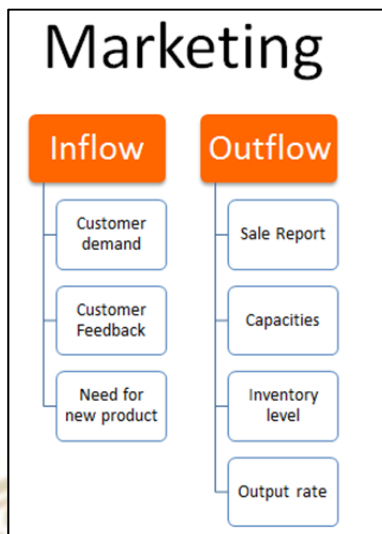 Marketing
Inflow
Customer
demand
Customer
Feedback
Need for
new product
Outflow
Sale Report
Capacities
Inventory
level
Output rate